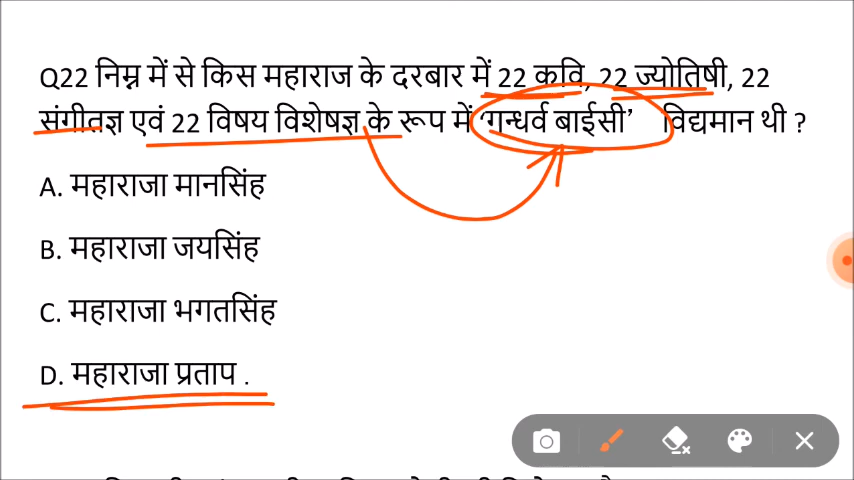 Q22 निम्न में से किस महाराज के दरबार में 22 कवि, 22 ज्योतिषी, 22
संगीतज्ञ एवं 22 विषय विशेषज्ञ के रूप में ‘गन्धर्व बाईसी’ विद्यमान थी ?
A. महाराजा मानसिंह
B. महाराजा जयसिंह
C. महाराजा भगतसिंह
D. महाराजा प्रताप .